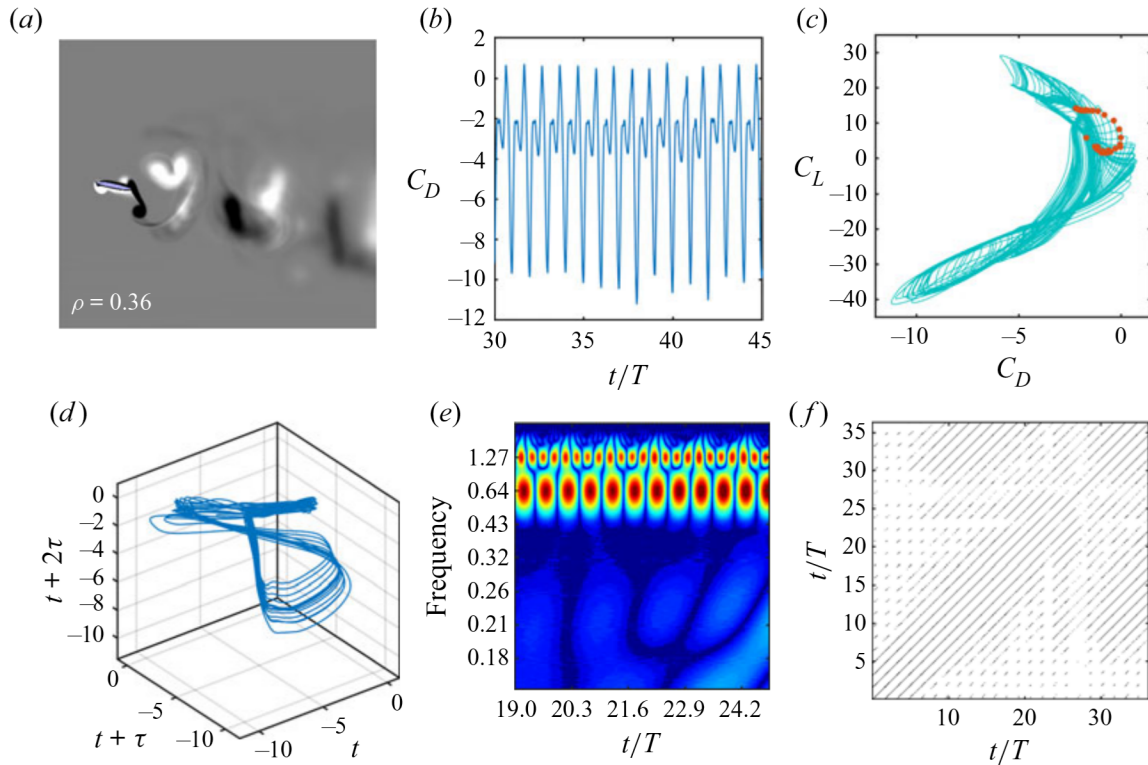 (a)
ρ = 0.36
(b)
2
0
−2
−4
−6
−8
−10
−12
C_D
30
35
40
45
t/T
(c)
30
20
10
0
−10
−20
−30
−40
C_L
−10
−5
0
C_D
(d)
0
−2
−4
−6
−8
−10
t + 2τ
0
−5
−10
t + τ
−10
−5
0
t
(e)
1.27
0.64
0.43
0.32
0.26
0.21
0.18
Frequency
19.0 20.3 21.6 22.9 24.2
t/T
(f)
35
30
25
20
15
10
5
t/T
10
20
30
t/T